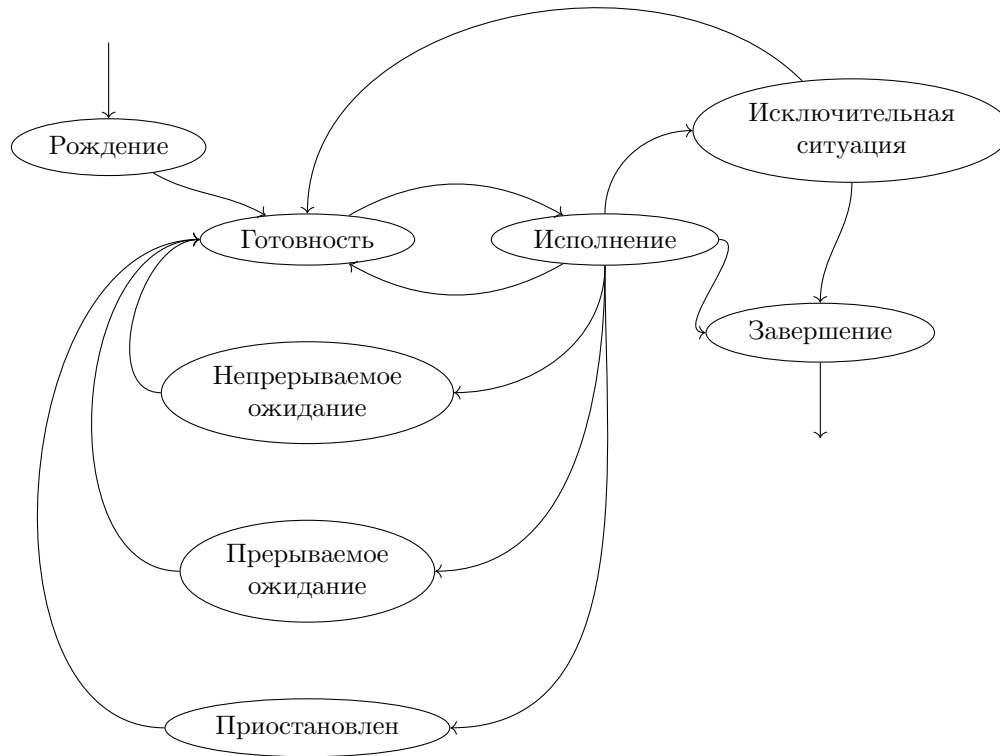 Исключительная
ситуация
Рождение
Готовность
Исполнение
Завершение
Непрерываемое
ожидание
Прерываемое
ожидание
Приостановлен